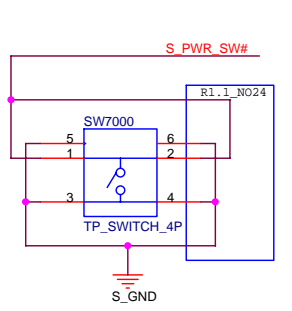 S_PWR_SW#
R1.1_NO24
SW7000
5 6
1 2
3 4
TP_SWITCH_4P
S_GND